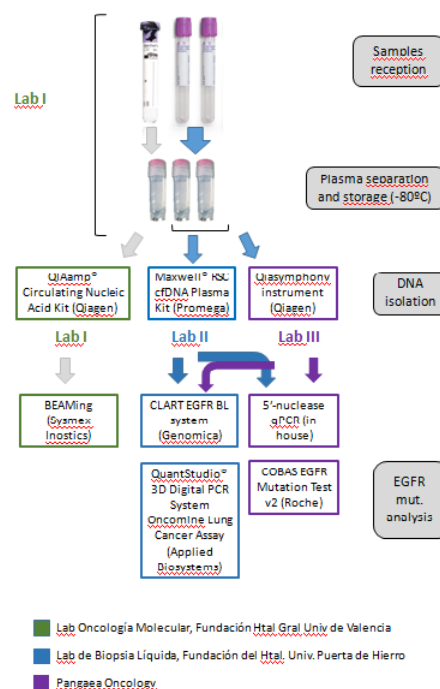 Samples
reception
Lab I
Plasma separation
and storage (-80ºC)
QIAamp®
Circulating Nucleic
Acid Kit (Qiagen)
Maxwell® RSC
cfDNA Plasma
Kit (Promega)
Qiasymphony
instrument
(Qiagen)
DNA
isolation
Lab I
Lab II
Lab III
BEAMing
(Sysmex
Inostics)
CLART EGFR BL
system
(Genomica)
5’-nuclease
qPCR (in
house)
QuantStudio®
3D Digital PCR
System
Oncomine Lung
Cancer Assay
(Applied
Biosystems)
COBAS EGFR
Mutation Test
v2 (Roche)
EGFR
mut.
analysis
Lab Oncología Molecular, Fundación Htal Gral Univ de Valencia
Lab de Biopsia Líquida, Fundación del Htal. Univ. Puerta de Hierro
Pangaea Oncology